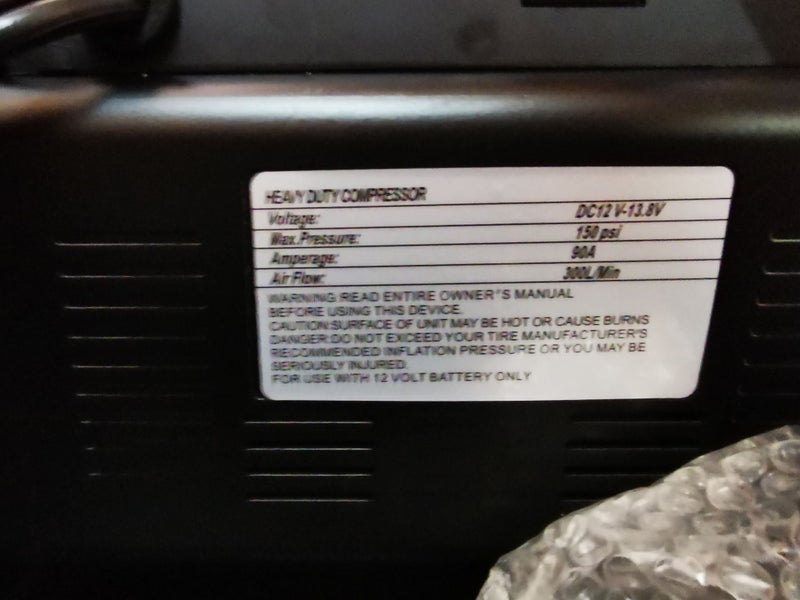 HEAVY DUTY COMPRESSOR
Voltage: DC12 V-13.8V
Max.Pressure: 150 psi
Amperage: 90A
Air Flow: 300L/Min
WARNING:READ ENTIRE OWNER"S MANUAL
BEFORE USING THIS DEVICE.
CAUTION:SURFACE OF UNIT MAY BE HOT OR CAUSE BURNS
DANGER:DO NOT EXCEED YOUR TIRE MANUFACTURER'S
RECOMMENDED INFLATION PRESSURE OR YOU MAY BE
SERIOUSLY INJURED.
FOR USE WITH 12 VOLT BATTERY ONLY